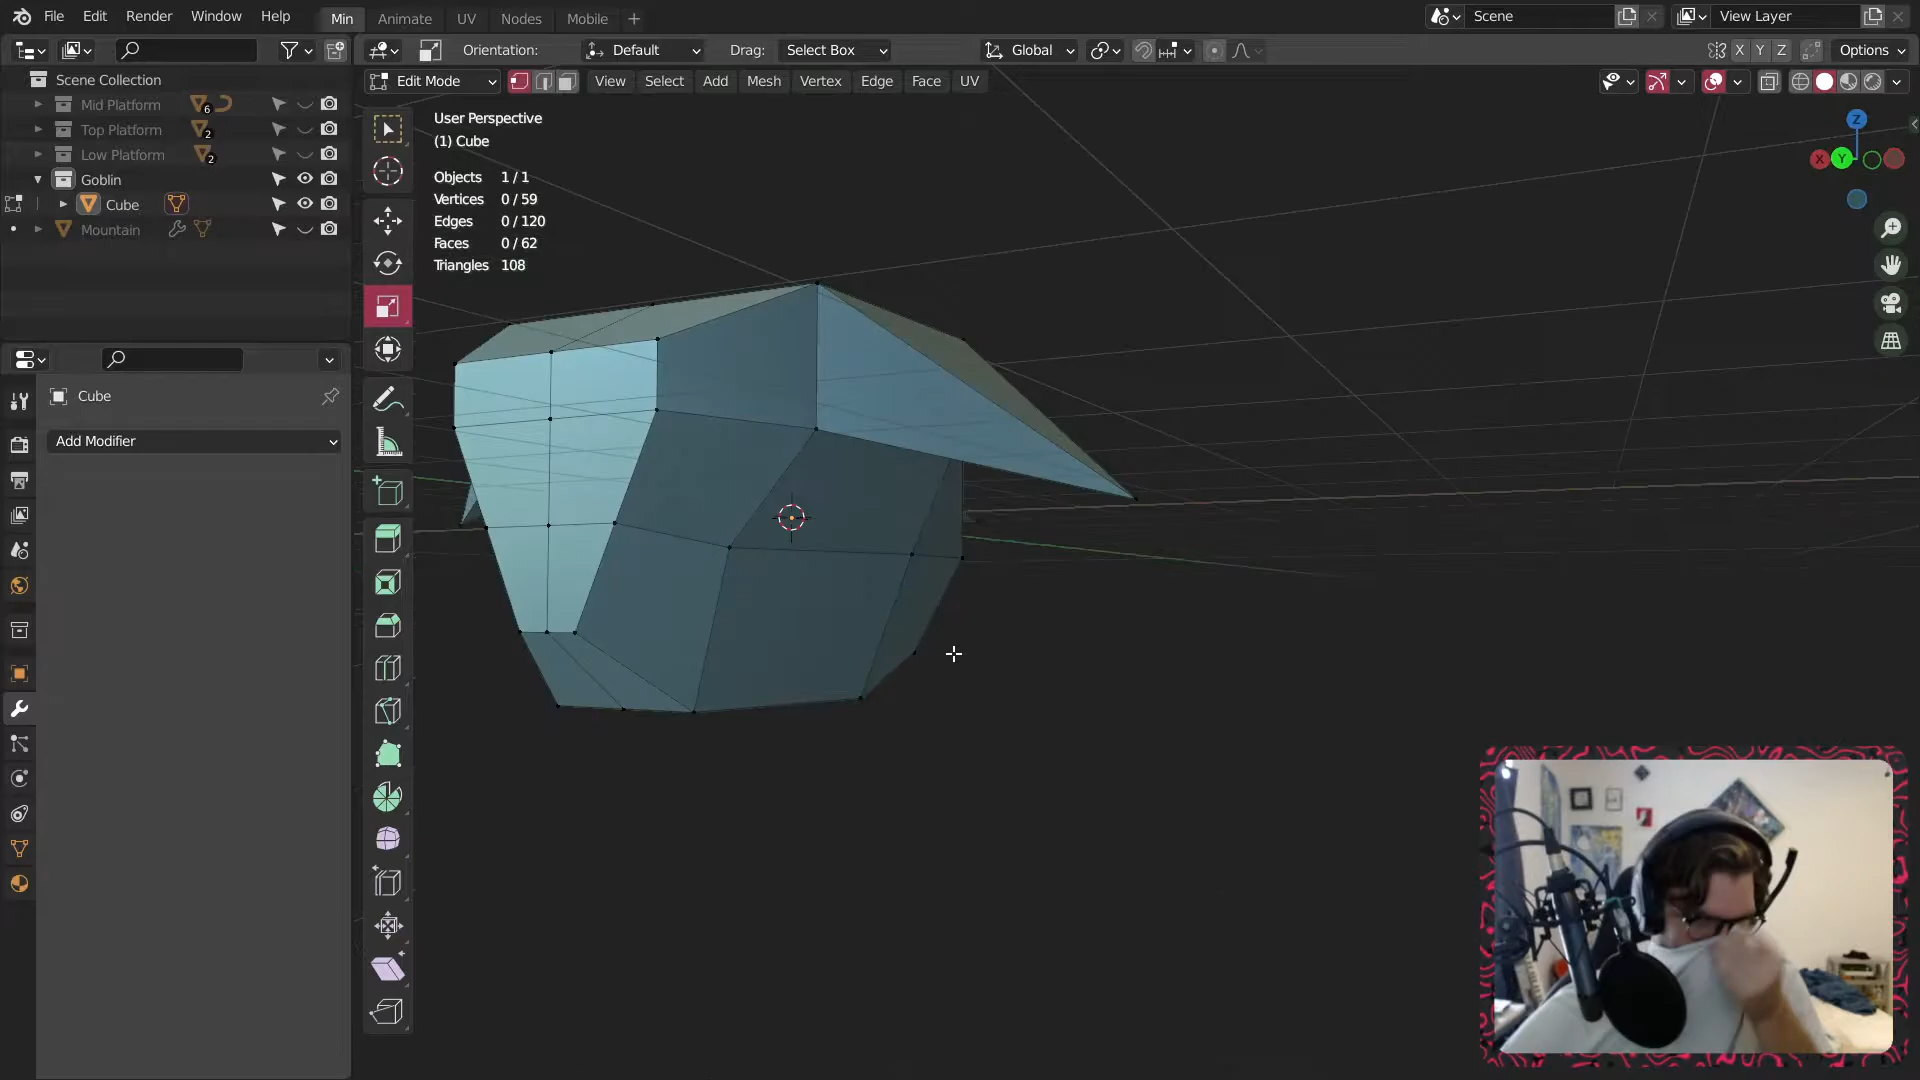 File Edit Render Window Help Min Animate UV Nodes Mobile Scene View Layer
Orientation: Default Drag: Select Box Global X Y Z Options
Scene Collection
Edit Mode View Select Add Mesh Vertex Edge Face UV
Mid Platform 6
Top Platform 2
Low Platform 2
Goblin
Cube
Mountain
User Perspective
(1) Cube
Objects 1 / 1
Vertices 0 / 59
Edges 0 / 120
Faces 0 / 62
Triangles 108
Z
X Y
Cube
Add Modifier